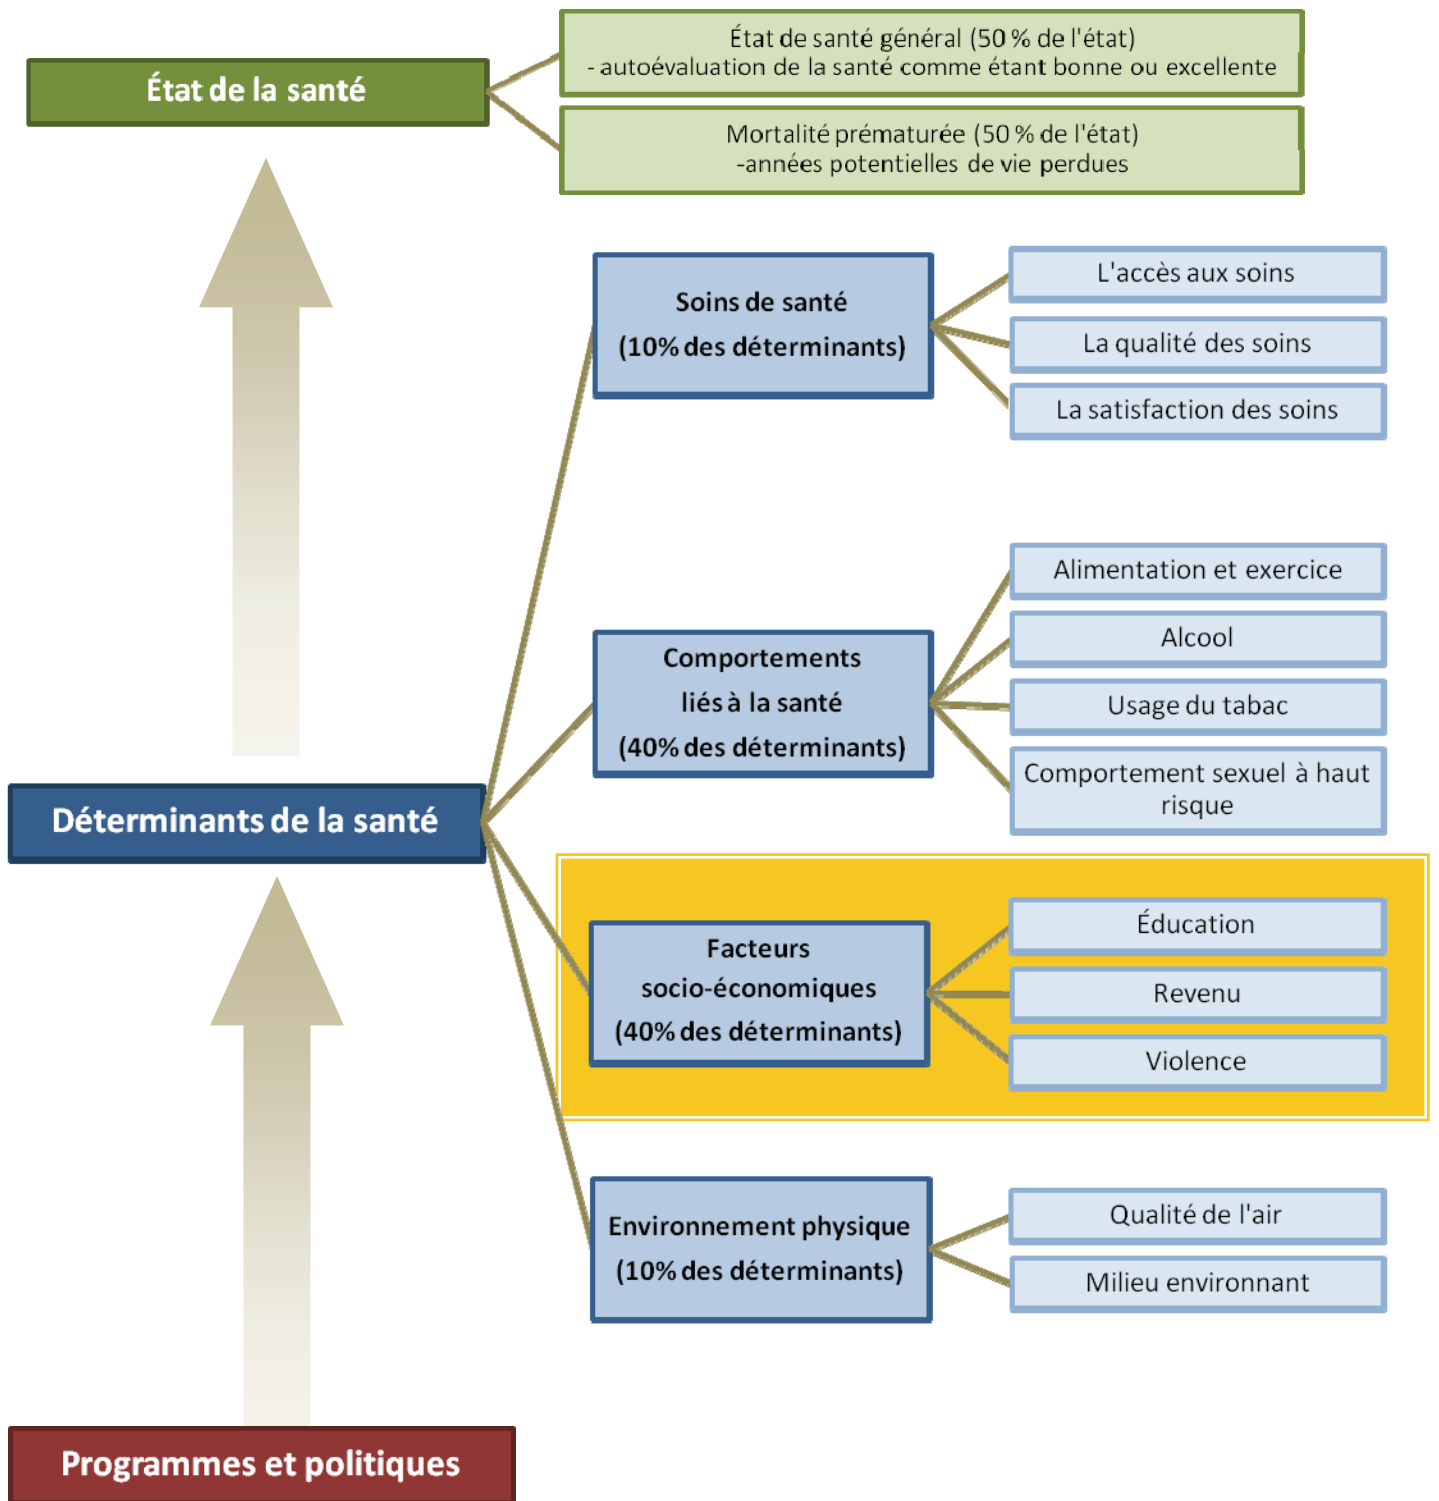 État de la santé
État de santé général (50 % de l'état)
- autoévaluation de la santé comme étant bonne ou excellente
Mortalité prématurée (50 % de l'état)
-années potentielles de vie perdues
Déterminants de la santé
Soins de santé
(10% des déterminants)
L'accès aux soins
La qualité des soins
La satisfaction des soins
Comportements
liés à la santé
(40% des déterminants)
Alimentation et exercice
Alcool
Usage du tabac
Comportement sexuel à haut
risque
Facteurs
socio-économiques
(40% des déterminants)
Éducation
Revenu
Violence
Environnement physique
(10% des déterminants)
Qualité de l'air
Milieu environnant
Programmes et politiques